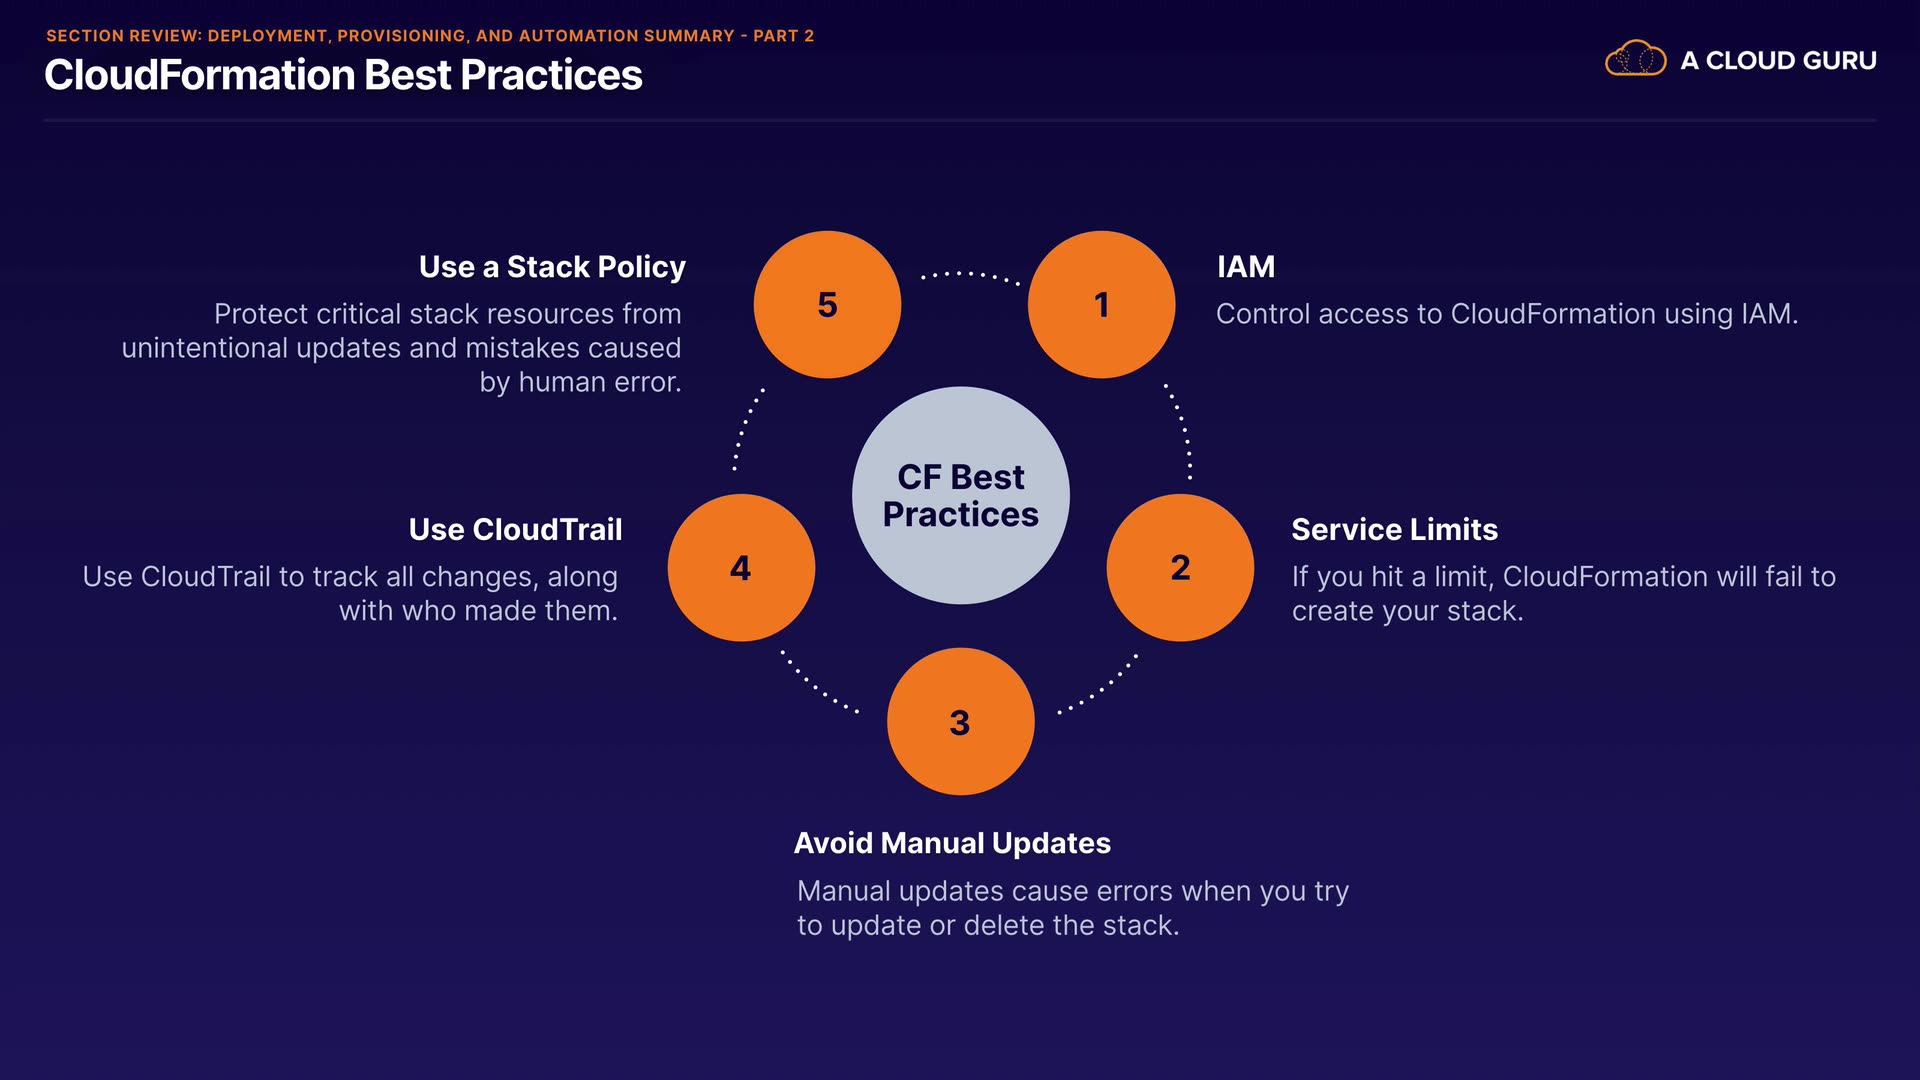 SECTION REVIEW: DEPLOYMENT, PROVISIONING, AND AUTOMATION SUMMARY - PART 2
CloudFormation Best Practices
A CLOUD GURU
CF Best
Practices
1
IAM
Control access to CloudFormation using IAM.
2
Service Limits
If you hit a limit, CloudFormation will fail to
create your stack.
3
Avoid Manual Updates
Manual updates cause errors when you try
to update or delete the stack.
4
Use CloudTrail
Use CloudTrail to track all changes, along
with who made them.
5
Use a Stack Policy
Protect critical stack resources from
unintentional updates and mistakes caused
by human error.